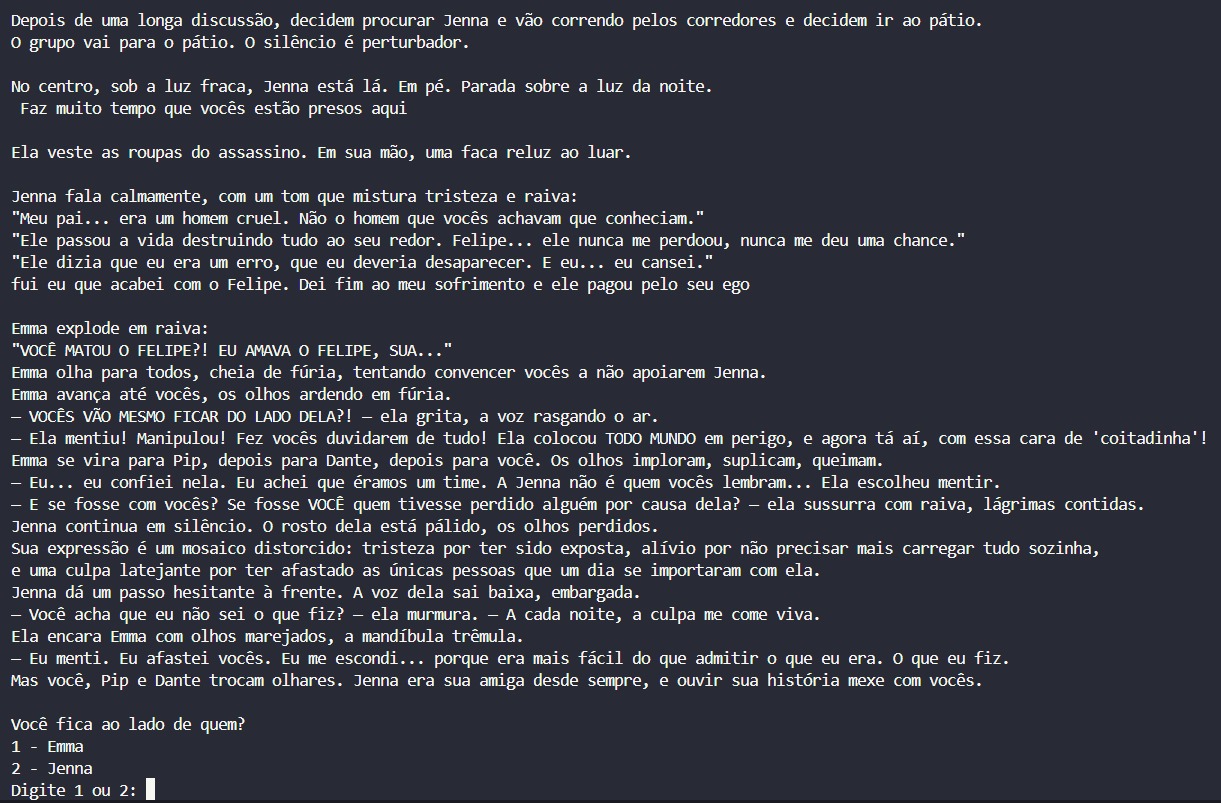 Depois de uma longa discussão, decidem procurar Jenna e vão correndo pelos corredores e decidem ir ao pátio.
O grupo vai para o pátio. O silêncio é perturbador.
No centro, sob a luz fraca, Jenna está lá. Em pé. Parada sobre a luz da noite.
Faz muito tempo que vocês estão presos aqui
Ela veste as roupas do assassino. Em sua mão, uma faca reluz ao luar.
Jenna fala calmamente, com um tom que mistura tristeza e raiva:
"Meu pai... era um homem cruel. Não o homem que vocês achavam que conheciam."
"Ele passou a vida destruindo tudo ao seu redor. Felipe... ele nunca me perdoou, nunca me deu uma chance."
"Ele dizia que eu era um erro, que eu deveria desaparecer. E eu... eu cansei."
fui eu que acabei com o Felipe. Dei fim ao meu sofrimento e ele pagou pelo seu ego
Emma explode em raiva:
"VOCÊ MATOU O FELIPE?! EU AMAVA O FELIPE, SUA..."
Emma olha para todos, cheia de fúria, tentando convencer vocês a não apoiarem Jenna.
Emma avança até vocês, os olhos ardendo em fúria.
— VOCÊS VÃO MESMO FICAR DO LADO DELA?! — ela grita, a voz rasgando o ar.
— Ela mentiu! Manipulou! Fez vocês duvidarem de tudo! Ela colocou TODO MUNDO em perigo, e agora tá aí, com essa cara de 'coitadinha'!
Emma se vira para Pip, depois para Dante, depois para você. Os olhos imploram, suplicam, queimam.
— Eu... eu confiei nela. Eu achei que éramos um time. A Jenna não é quem vocês lembram... Ela escolheu mentir.
— E se fosse com vocês? Se fosse VOCÊ quem tivesse perdido alguém por causa dela? — ela sussurra com raiva, lágrimas contidas.
Jenna continua em silêncio. O rosto dela está pálido, os olhos perdidos.
Sua expressão é um mosaico distorcido: tristeza por ter sido exposta, alívio por não precisar mais carregar tudo sozinha,
e uma culpa latejante por ter afastado as únicas pessoas que um dia se importaram com ela.
Jenna dá um passo hesitante à frente. A voz dela sai baixa, embargada.
— Você acha que eu não sei o que fiz? — ela murmura. — A cada noite, a culpa me come viva.
Ela encara Emma com olhos marejados, a mandíbula trêmula.
— Eu menti. Eu afastei vocês. Eu me escondi... porque era mais fácil do que admitir o que eu era. O que eu fiz.
Mas você, Pip e Dante trocam olhares. Jenna era sua amiga desde sempre, e ouvir sua história mexe com vocês.
Você fica ao lado de quem?
1 - Emma
2 - Jenna
Digite 1 ou 2: